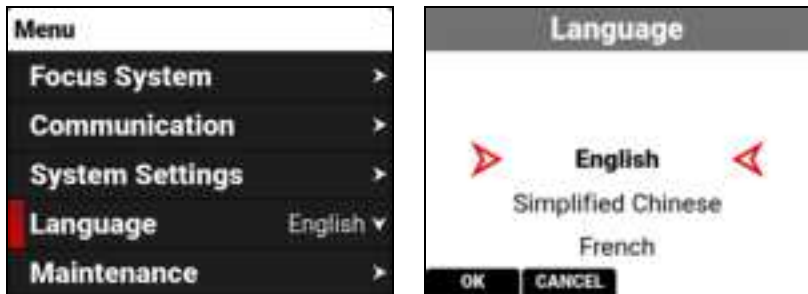 Menu
Focus System
Communication
System Settings
Language English
Maintenance
Language
English
Simplified Chinese
French
OK CANCEL